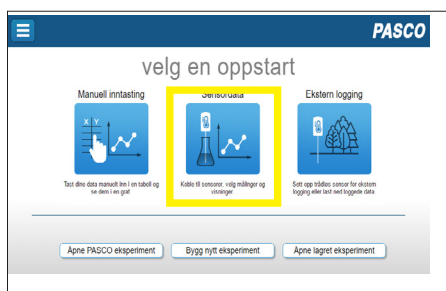 PASCO
velg en oppstart
Manuell inntasting
Sensordata
Ekstern logging
X Y
Tast dine data manuelt inn i en tabell og
se dem i en graf
Koble til sensorer, velg målinger og
visninger
Sett opp trådløs sensor for ekstern
logging eller last ned loggede data
Åpne PASCO eksperiment
Bygg nytt eksperiment
Åpne lagret eksperiment